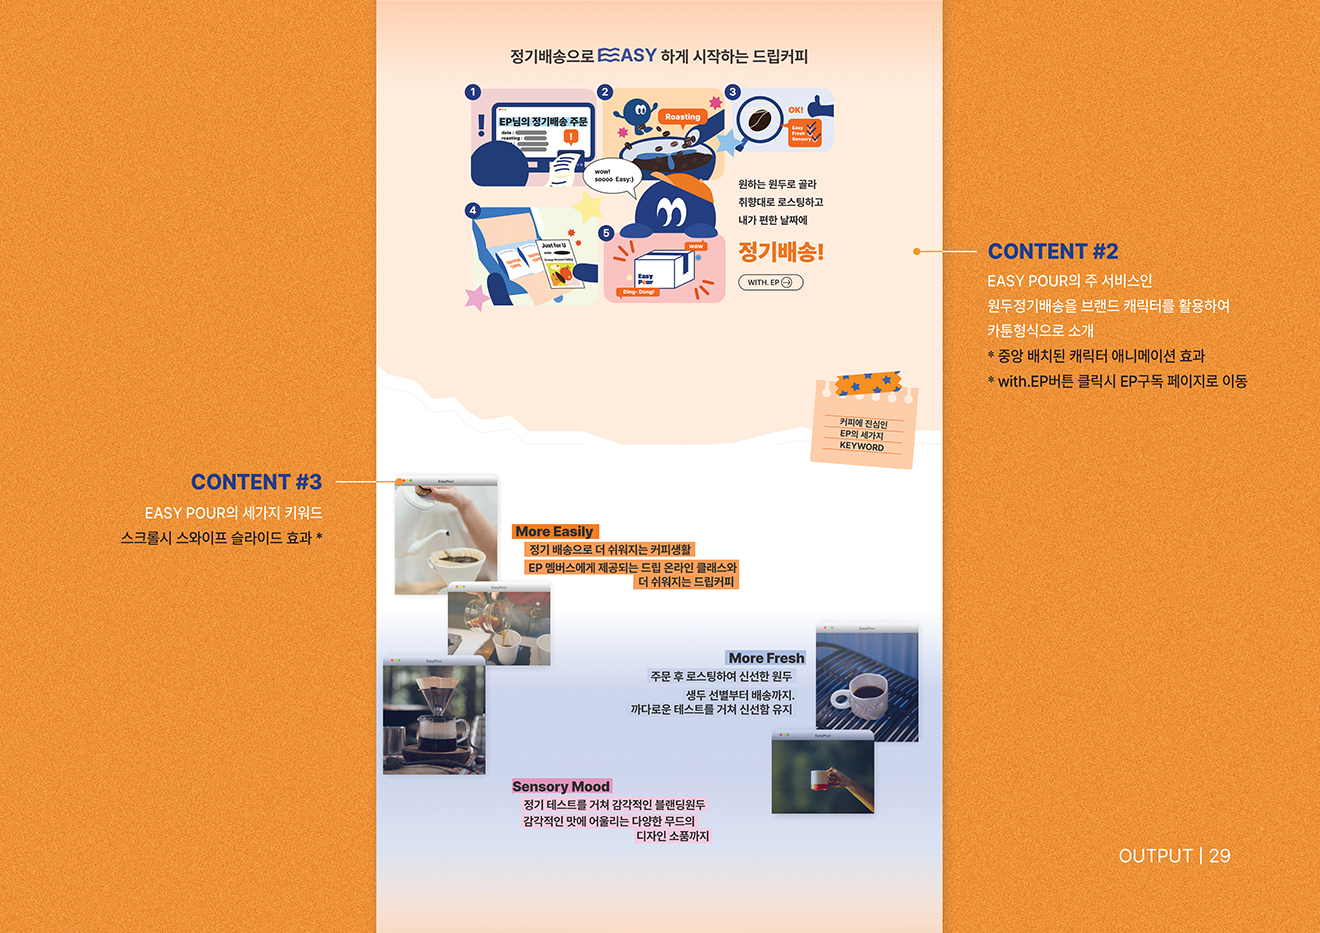 정기배송으로 EASY 하게 시작하는 드립커피
1
EP님의 정기배송 주문
date :
roasting :
!
2
Roasting
3
OK!
Easy
Fresh
Sensory
wow!
soooo Easy:)
원하는 원두로 골라
취향대로 로스팅하고
내가 편한 날짜에
정기배송!
WITH. EP
4
Just for U
5
wow
Easy
Pour
Ding-Dong!
CONTENT #2
EASY POUR의 주 서비스인
원두정기배송을 브랜드 캐릭터를 활용하여
카툰형식으로 소개
* 중앙 배치된 캐릭터 애니메이션 효과
* with.EP버튼 클릭시 EP구독 페이지로 이동
커피에 진심인
EP의 세가지
KEYWORD
CONTENT #3
EASY POUR의 세가지 키워드
스크롤시 스와이프 슬라이드 효과 *
EasyPour
More Easily
정기 배송으로 더 쉬워지는 커피생활
EP 멤버스에게 제공되는 드립 온라인 클래스와
더 쉬워지는 드립커피
EasyPour
EasyPour
EasyPour
More Fresh
주문 후 로스팅하여 신선한 원두
생두 선별부터 배송까지.
까다로운 테스트를 거쳐 신선함 유지
EasyPour
Sensory Mood
정기 테스트를 거쳐 감각적인 블랜딩원두
감각적인 맛에 어울리는 다양한 무드의
디자인 소품까지
OUTPUT | 29